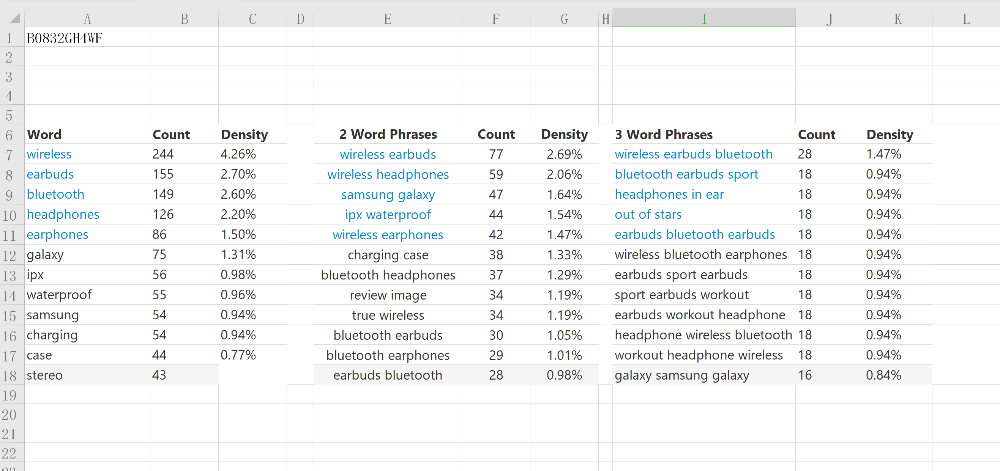 A B C D E F G H I J K L
1 B0832GH4WF
2
3
4
5
6 Word Count Density 2 Word Phrases Count Density 3 Word Phrases Count Density
7 wireless 244 4.26% wireless earbuds 77 2.69% wireless earbuds bluetooth 28 1.47%
8 earbuds 155 2.70% wireless headphones 59 2.06% bluetooth earbuds sport 18 0.94%
9 bluetooth 149 2.60% samsung galaxy 47 1.64% headphones in ear 18 0.94%
10 headphones 126 2.20% ipx waterproof 44 1.54% out of stars 18 0.94%
11 earphones 86 1.50% wireless earphones 42 1.47% earbuds bluetooth earbuds 18 0.94%
12 galaxy 75 1.31% charging case 38 1.33% wireless bluetooth earphones 18 0.94%
13 ipx 56 0.98% bluetooth headphones 37 1.29% earbuds sport earbuds 18 0.94%
14 waterproof 55 0.96% review image 34 1.19% sport earbuds workout 18 0.94%
15 samsung 54 0.94% true wireless 34 1.19% earbuds workout headphone 18 0.94%
16 charging 54 0.94% bluetooth earbuds 30 1.05% headphone wireless bluetooth 18 0.94%
17 case 44 0.77% bluetooth earphones 29 1.01% workout headphone wireless 18 0.94%
18 stereo 43 earbuds bluetooth 28 0.98% galaxy samsung galaxy 16 0.84%
19
20
21
22